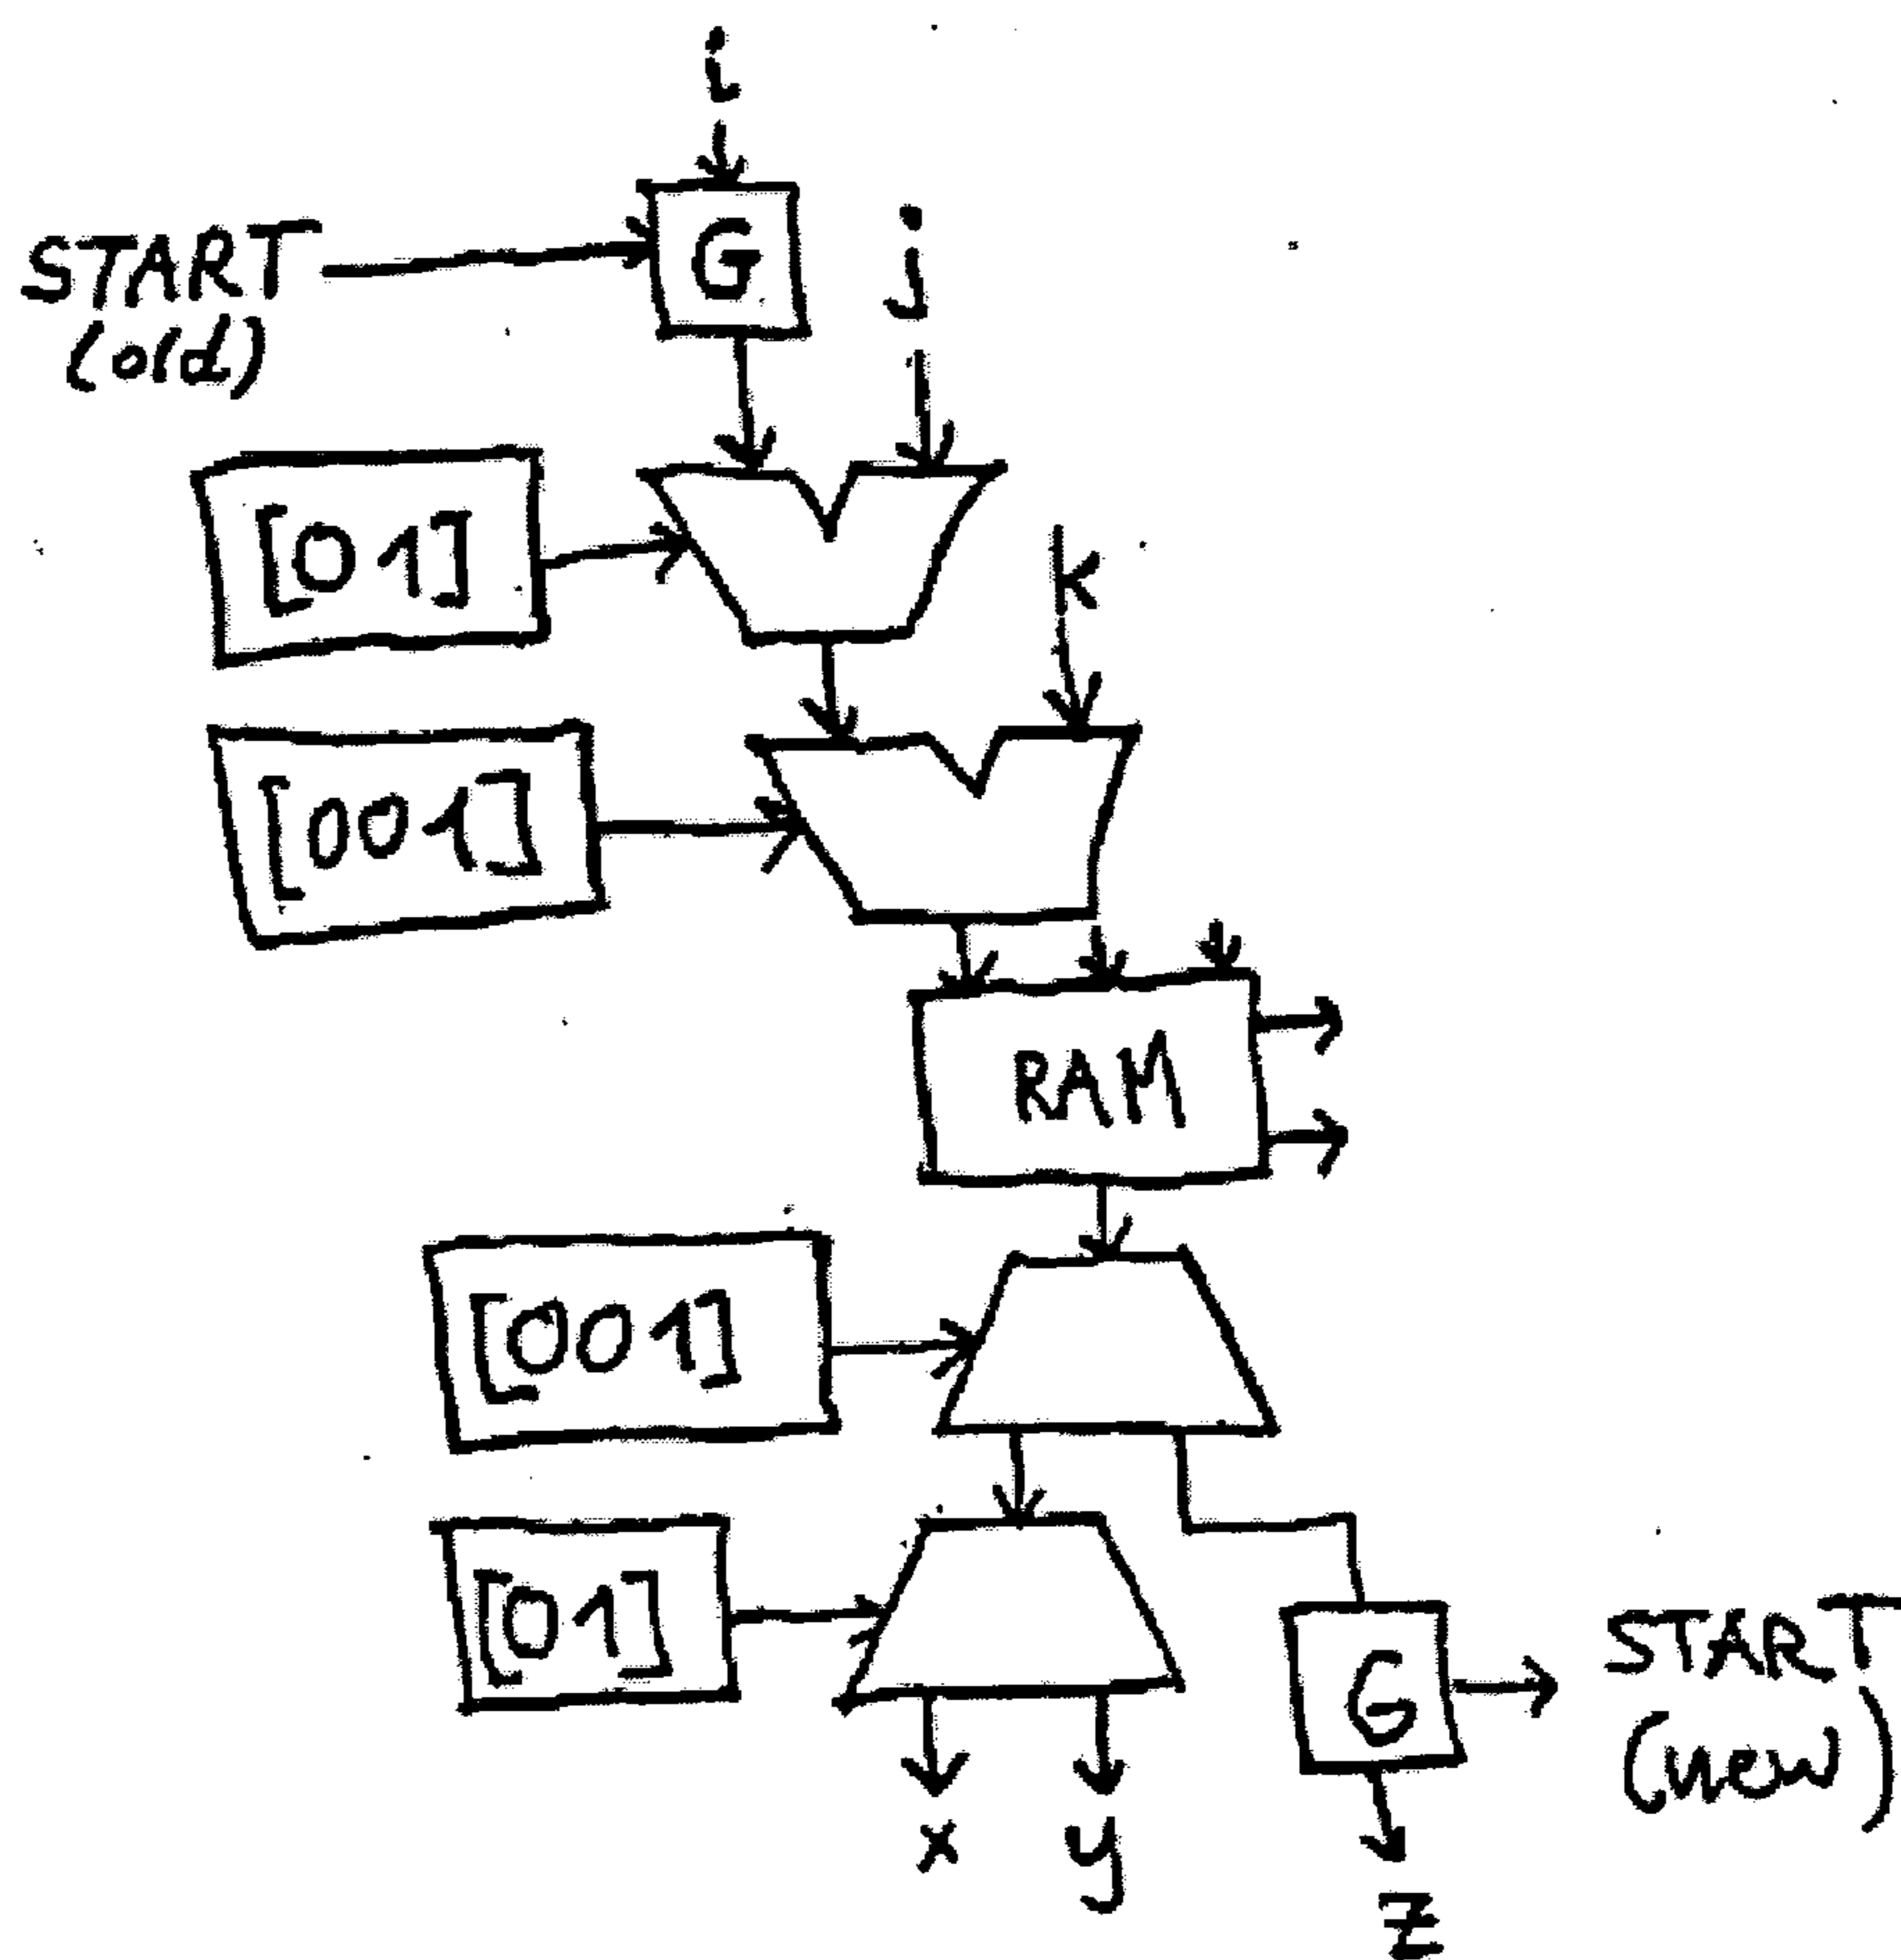 i
START
(old)
G
j
[01]
k
[001]
RAM
[001]
[01]
G
START
(new)
x
y
z